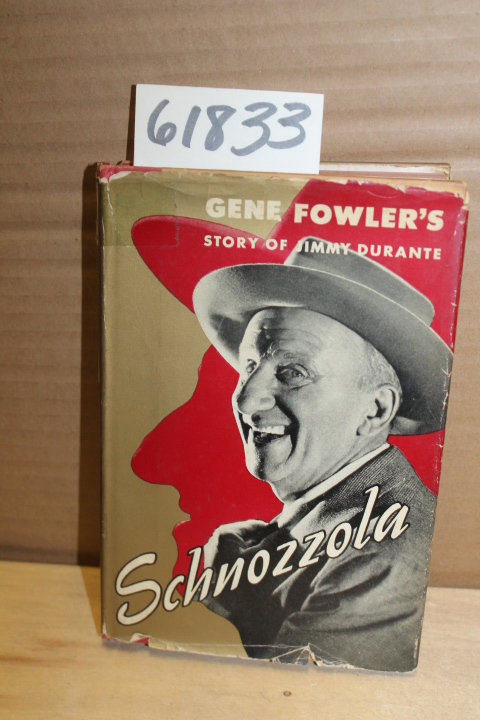 61833
GENE FOWLER'S
STORY OF JIMMY DURANTE
Schnozzola